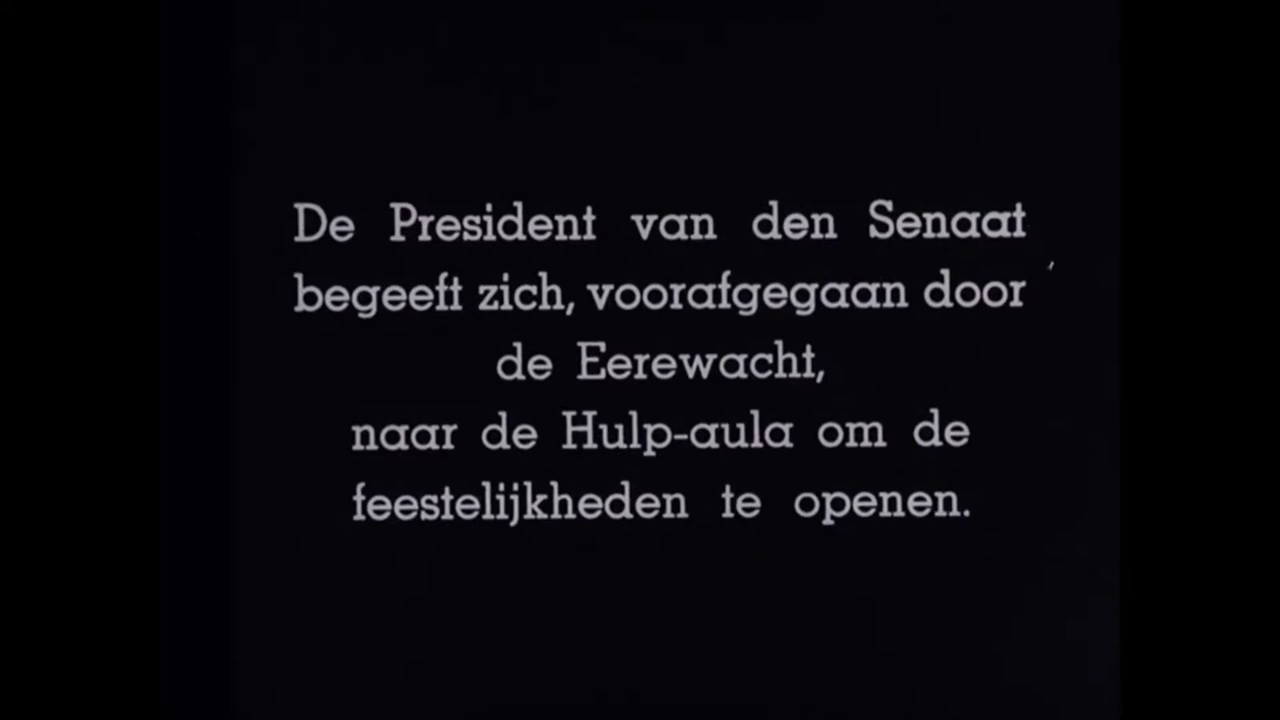 De President van den Senaat
begeeft zich, voorafgegaan door
de Eerewacht,
naar de Hulp-aula om de
feestelijkheden te openen.